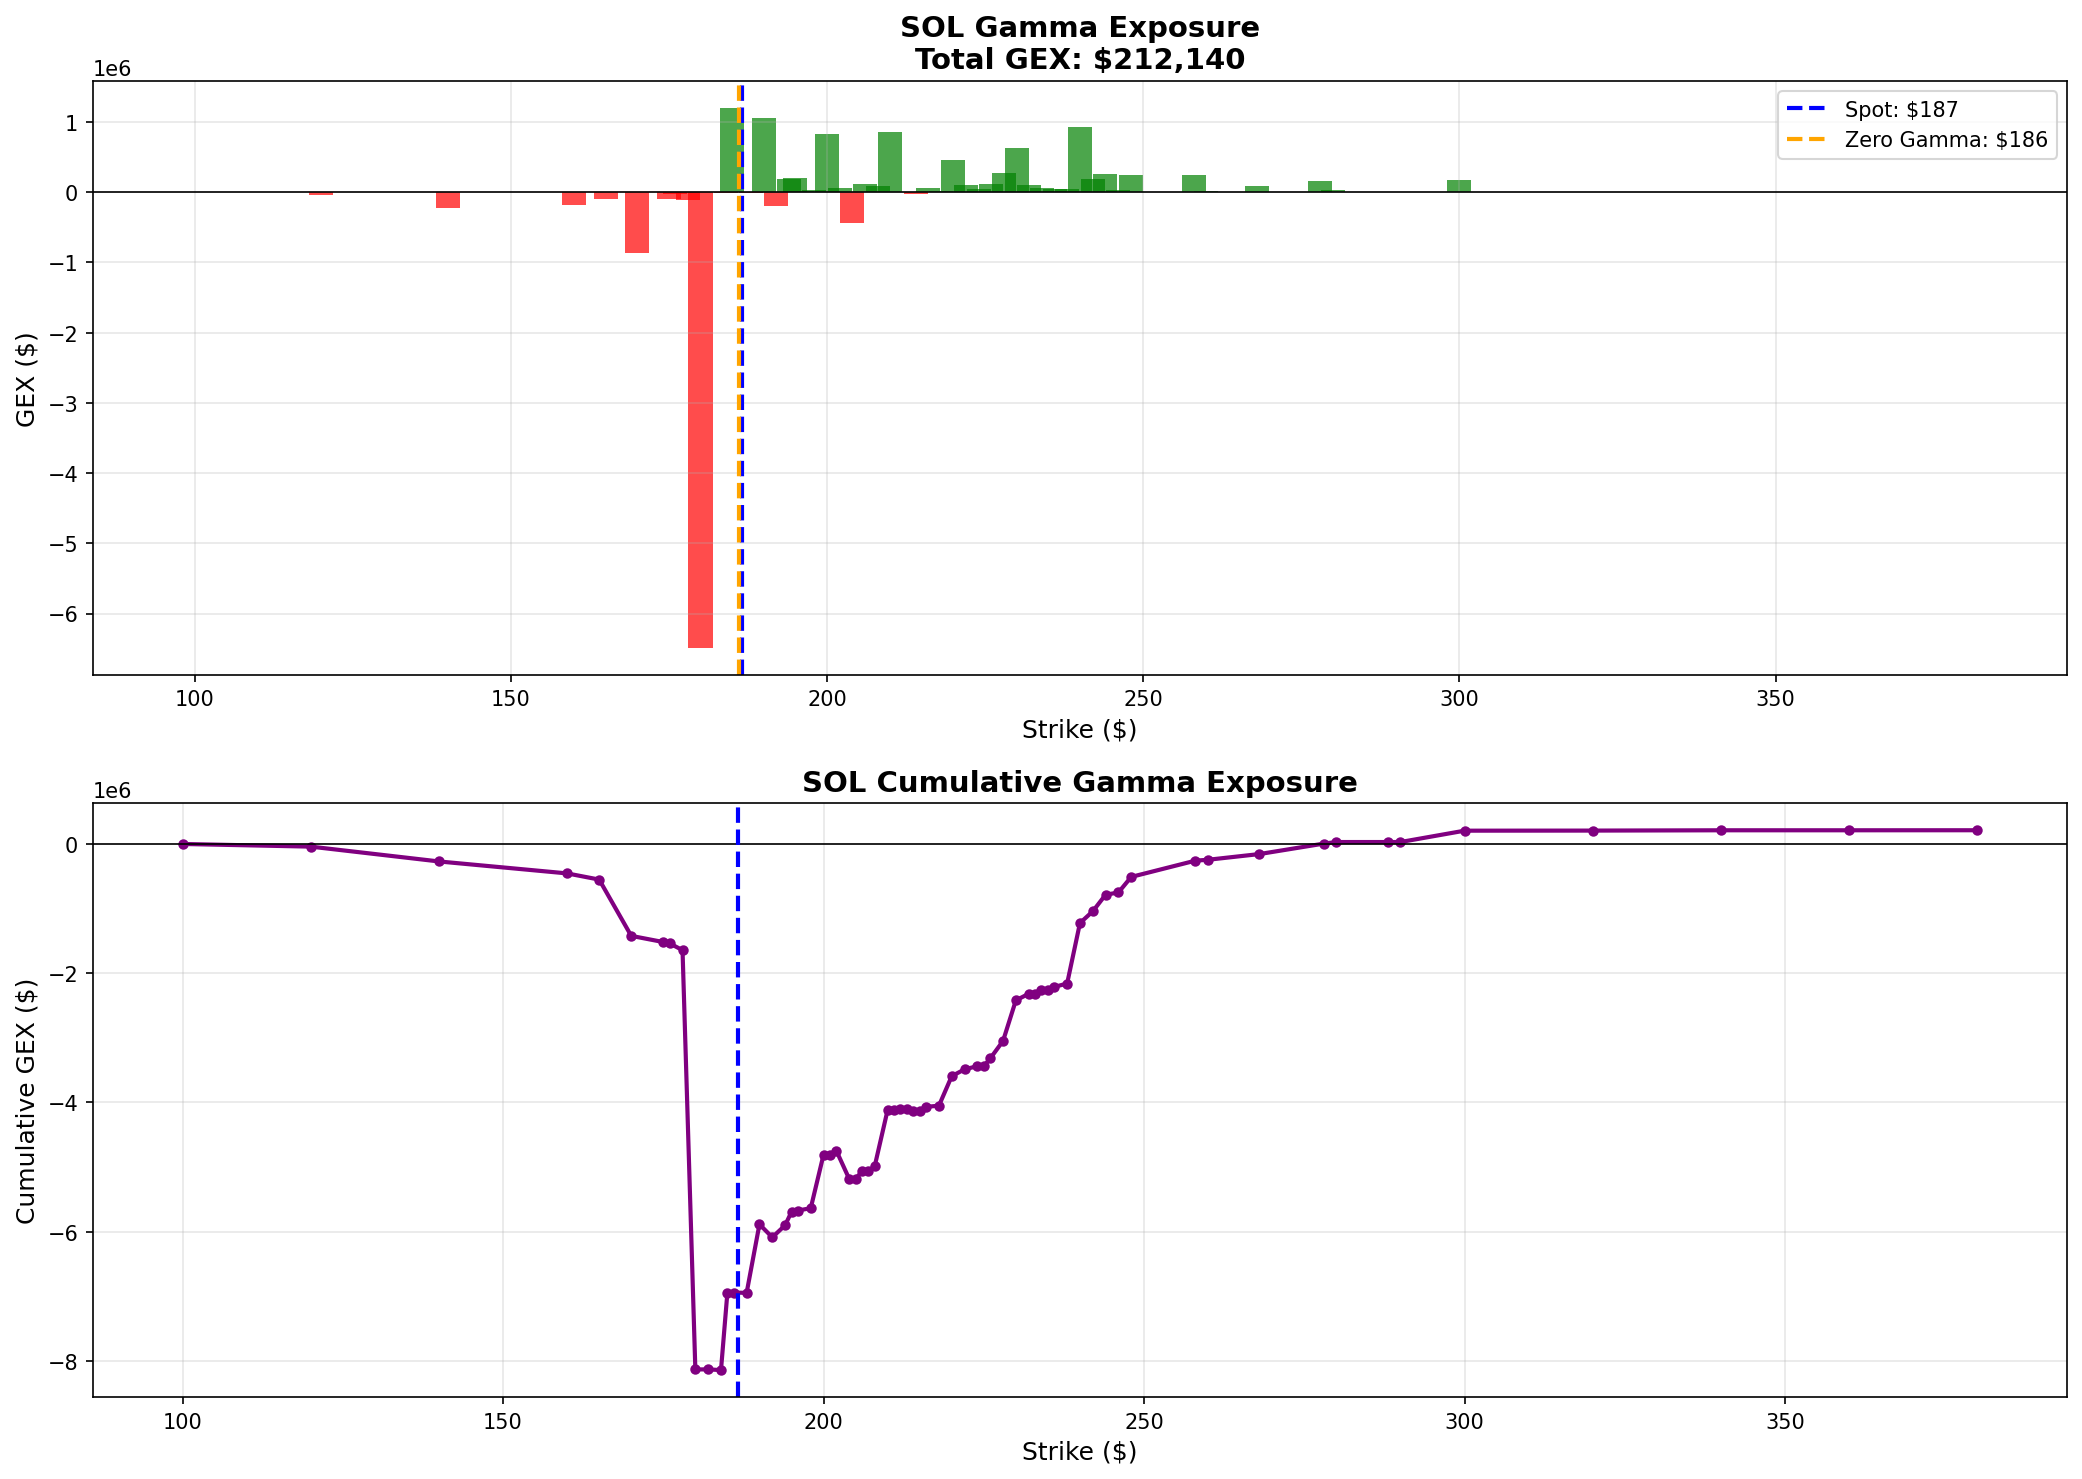 SOL Gamma Exposure
Total GEX: $212,140
1e6
Spot: $187
Zero Gamma: $186
1
0
−1
−2
−3
−4
−5
−6
GEX ($)
100 150 200 250 300 350
Strike ($)
SOL Cumulative Gamma Exposure
1e6
0
−2
−4
−6
−8
Cumulative GEX ($)
100 150 200 250 300 350
Strike ($)